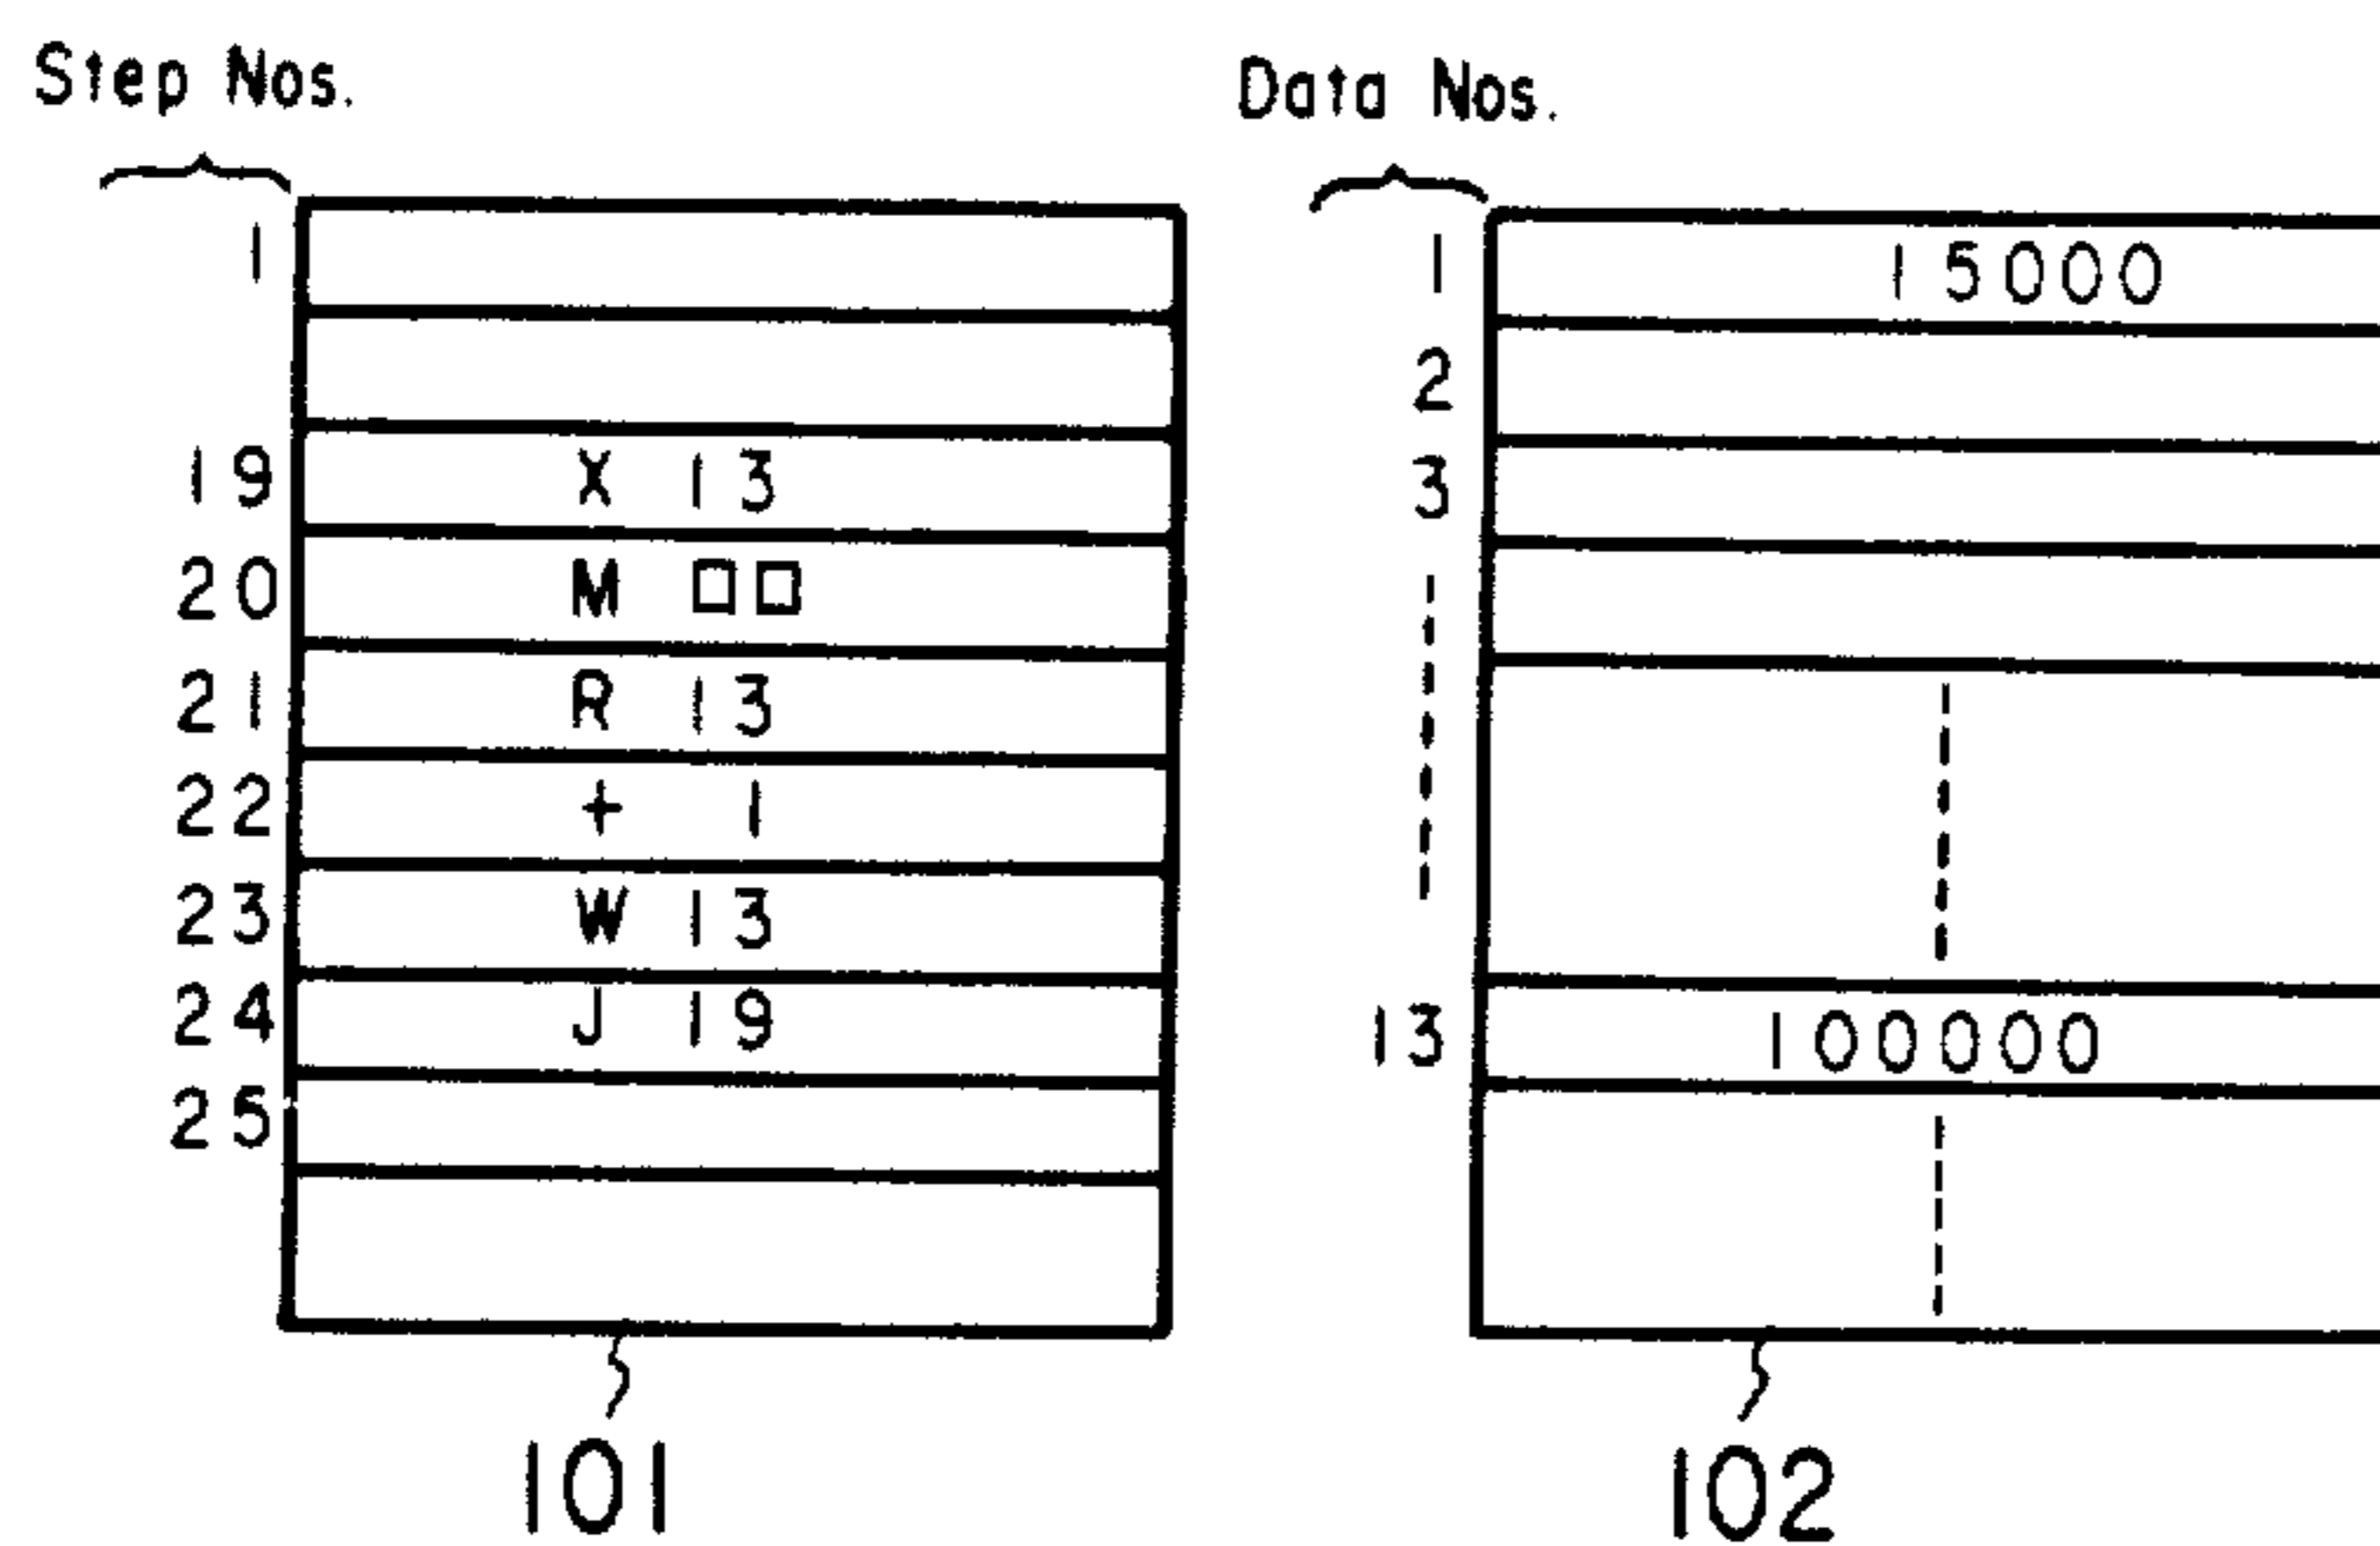 Step Nos.
1
19 X 13
20 M □□
21 R 13
22 + 1
23 W 13
24 J 19
25
101
Data Nos.
1 15000
2
3
13 100000
102